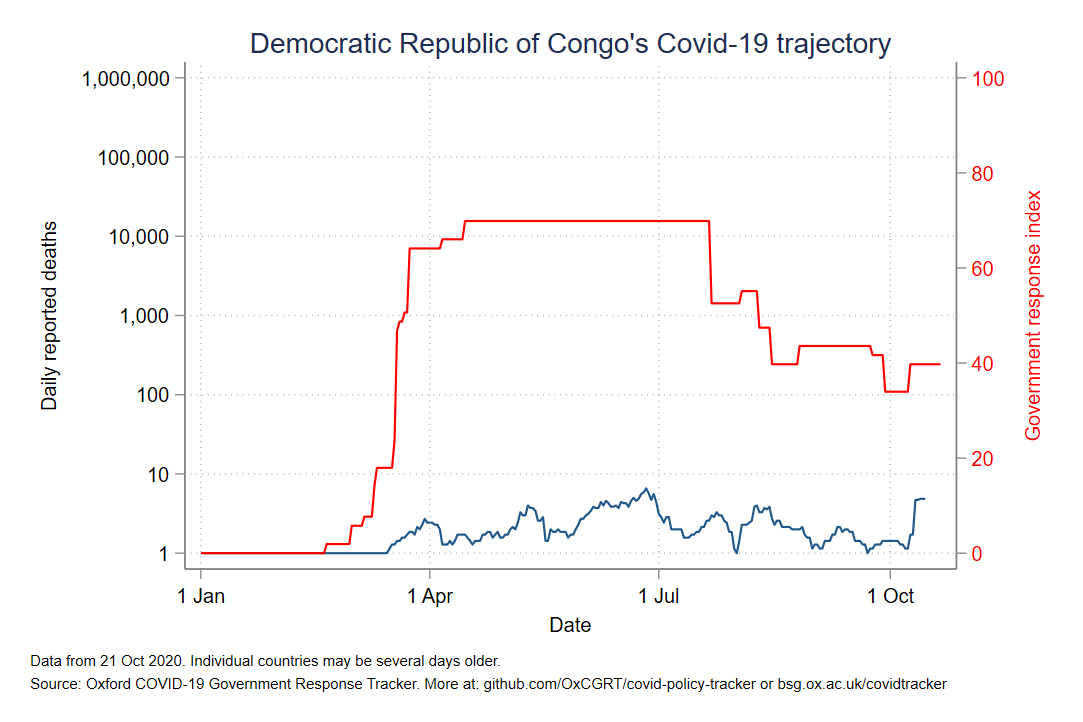 Democratic Republic of Congo's Covid-19 trajectory
1,000,000
100,000
10,000
1,000
100
10
1
Daily reported deaths
100
80
60
40
20
0
Government response index
1 Jan
1 Apr
1 Jul
1 Oct
Date
Data from 21 Oct 2020. Individual countries may be several days older.
Source: Oxford COVID-19 Government Response Tracker. More at: github.com/OxCGRT/covid-policy-tracker or bsg.ox.ac.uk/covidtracker